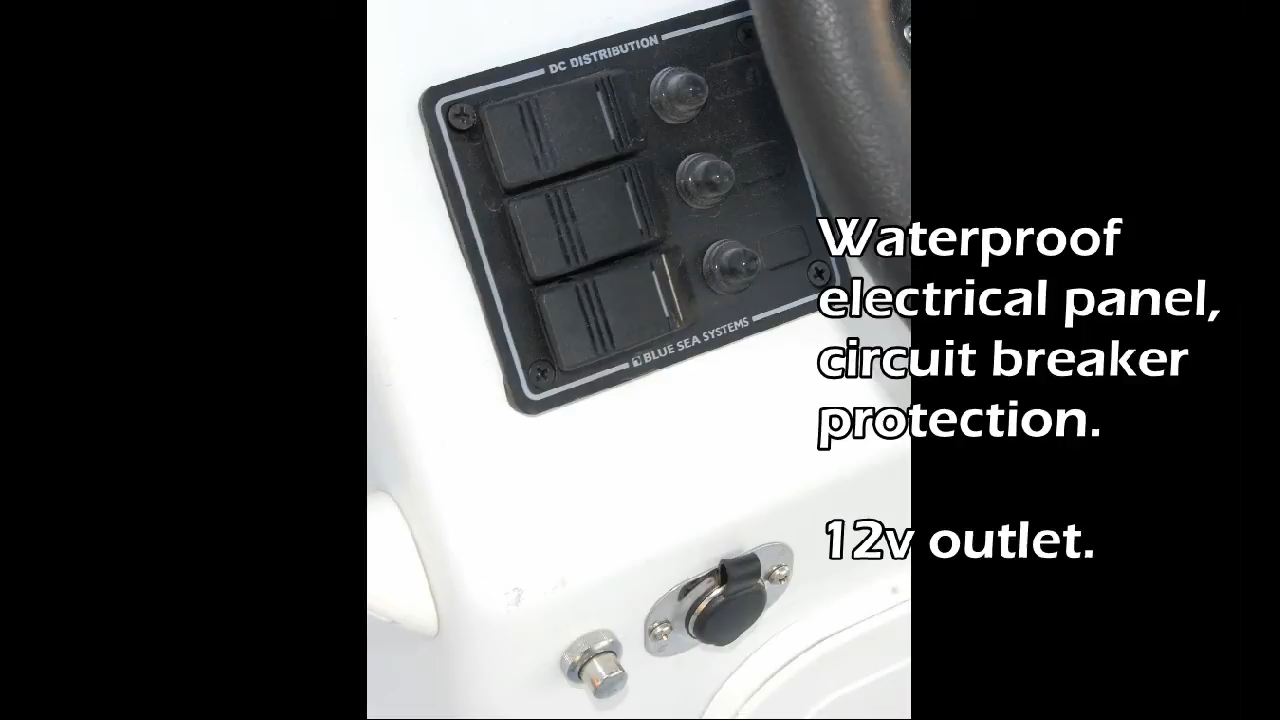 DC DISTRIBUTION
BLUE SEA SYSTEMS
Waterproof
electrical panel,
circuit breaker
protection.
12v outlet.